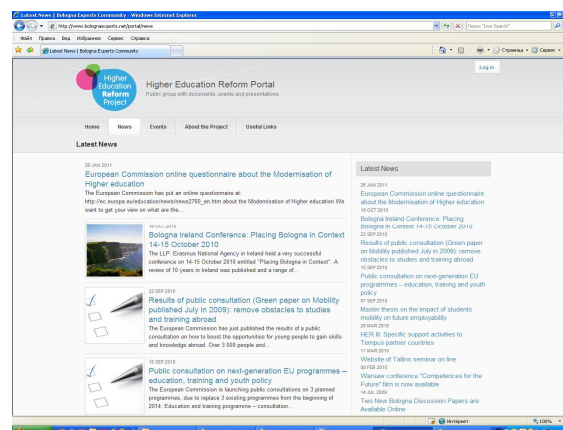 Latest News | Bologna Experts Community - Windows Internet Explorer
http://www.bolognaexperts.net/portal/news
Поиск "Live Search"
Файл Правка Вид Избранное Сервис Справка
Latest News | Bologna Experts Community
Страница
Сервис
Log in
Higher
Education
Reform
Project
Higher Education Reform Portal
Public group with documents, events and presentations
Home News Events About the Project Useful Links
Latest News
26 JAN 2011
European Commission online questionnaire about the Modernisation of
Higher education
The European Commission has put an online questionnaire at:
http://ec.europa.eu/education/news/news2750_en.htm about the Modernisation of Higher education We
want to get your view on what are the...
18 OCT 2010
Bologna Ireland Conference: Placing Bologna in Context
14-15 October 2010
The LLP: Erasmus National Agency in Ireland held a very successful
conference on 14-15 October 2010 entitled "Placing Bologna in Context". A
review of 10 years in Ireland was published and a range of...
22 SEP 2010
Results of public consultation (Green paper on Mobility
published July in 2009): remove obstacles to studies
and training abroad
The European Commission has just published the results of a public
consultation on how to boost the opportunities for young people to gain skills
and knowledge abroad. Over 3 000 people and...
15 SEP 2010
Public consultation on next-generation EU programmes –
education, training and youth policy
The European Commission is launching public consultations on 3 planned
programmes, due to replace 3 existing programmes from the beginning of
2014: Education and training programme – consultation...
Latest News
26 JAN 2011
European Commission online questionnaire
about the Modernisation of Higher education
18 OCT 2010
Bologna Ireland Conference: Placing
Bologna in Context 14-15 October 2010
22 SEP 2010
Results of public consultation (Green paper
on Mobility published July in 2009): remove
obstacles to studies and training abroad
15 SEP 2010
Public consultation on next-generation EU
programmes – education, training and youth
policy
07 SEP 2010
Master thesis on the impact of students
mobility on future employability
26 MAR 2010
HER III: Specific support activities to
Tempus partner countries
11 MAR 2010
Website of Tallinn seminar on line
08 FEB 2010
Warsaw conference "Competences for the
Future" film is now available
14 JUL 2009
Two New Bologna Discussion Papers are
Available Online
Интернет
100%